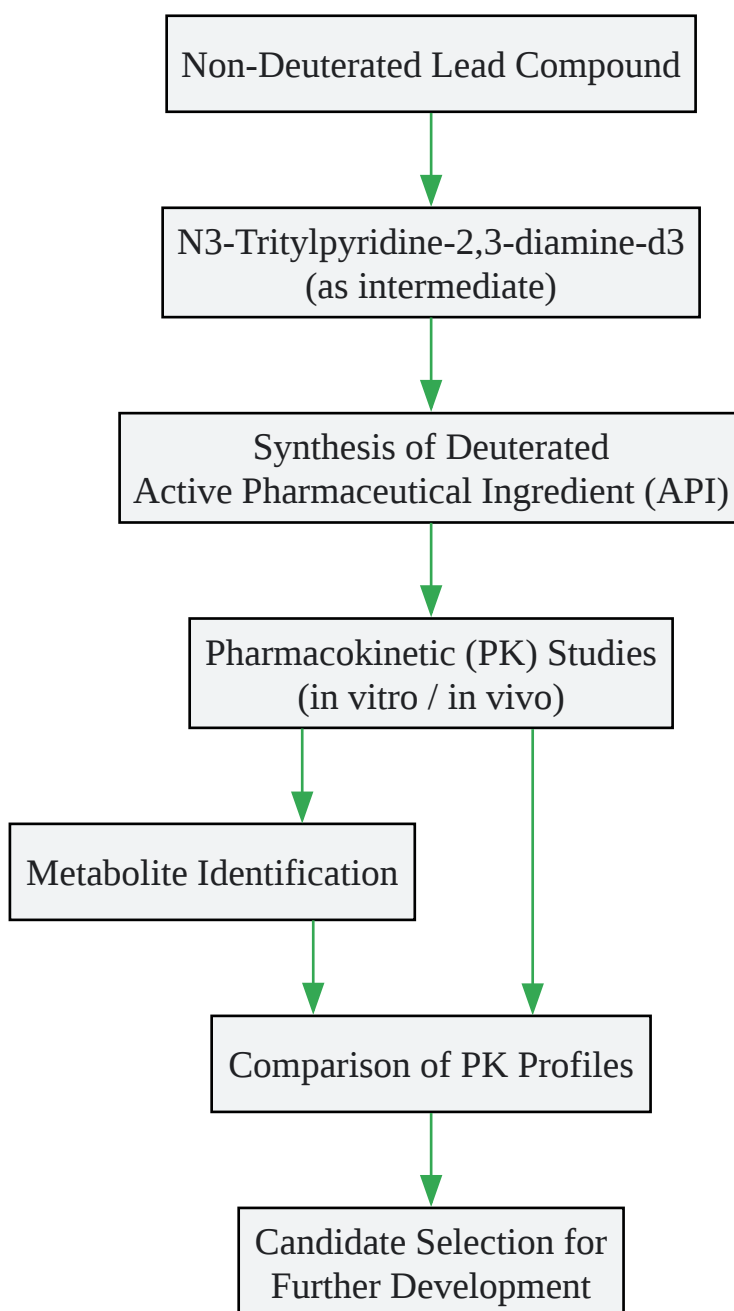 Non-Deuterated Lead Compound
N3-Tritylpyridine-2,3-diamine-d3
(as intermediate)
Synthesis of Deuterated
Active Pharmaceutical Ingredient (API)
Pharmacokinetic (PK) Studies
(in vitro / in vivo)
Metabolite Identification
Comparison of PK Profiles
Candidate Selection for
Further Development